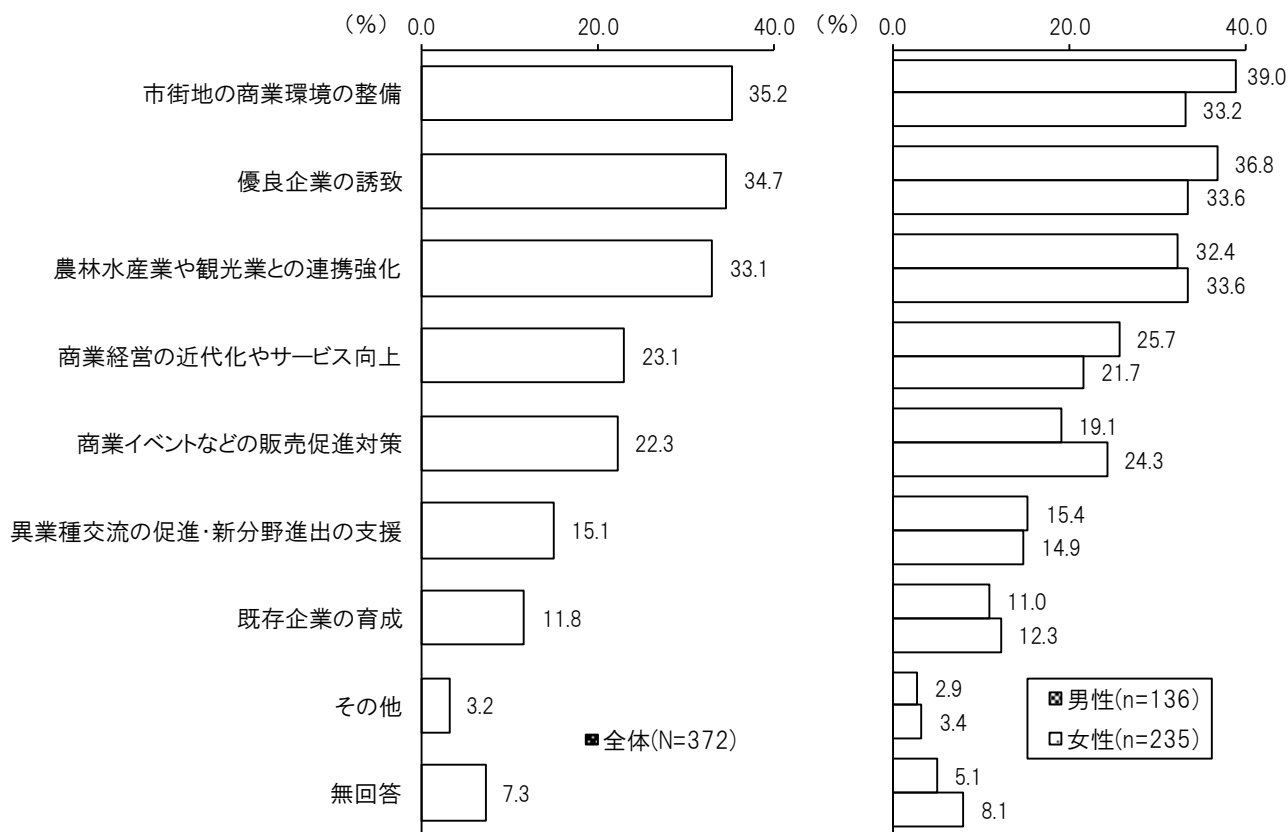 （%） 0.0 20.0 40.0 （%） 0.0 20.0 40.0
市街地の商業環境の整備 35.2 39.0
33.2
優良企業の誘致 34.7 36.8
33.6
農林水産業や観光業との連携強化 33.1 32.4
33.6
商業経営の近代化やサービス向上 23.1 25.7
21.7
商業イベントなどの販売促進対策 22.3 19.1
24.3
異業種交流の促進・新分野進出の支援 15.1 15.4
14.9
既存企業の育成 11.8 11.0
12.3
その他 3.2 2.9
3.4
無回答 7.3 5.1
8.1
全体(N=372)
男性(n=136)
女性(n=235)